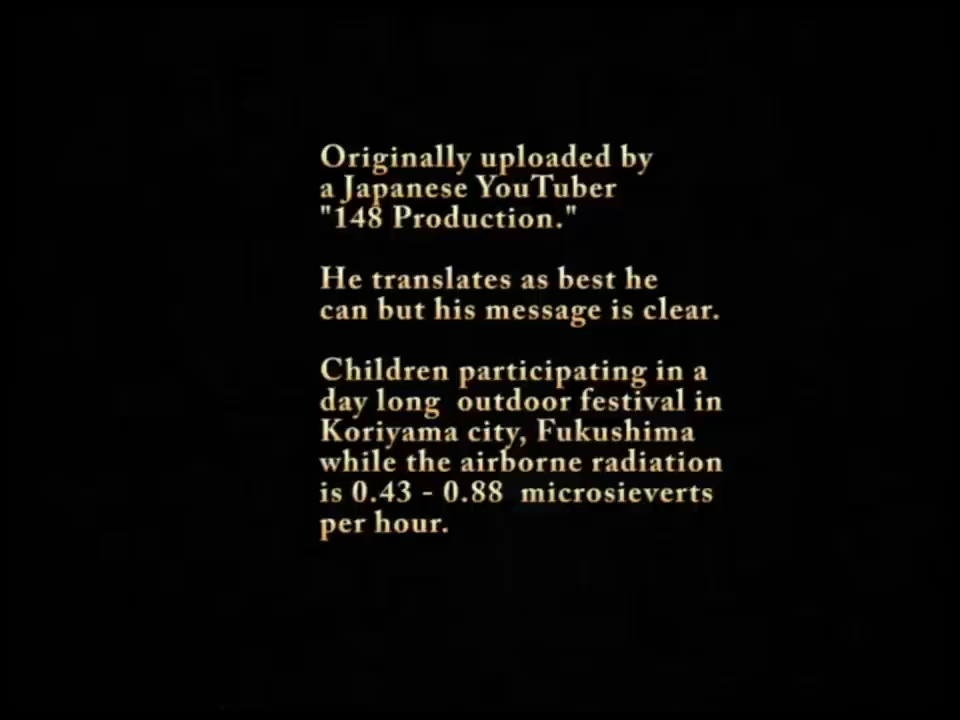 Originally uploaded by
a Japanese YouTuber
"148 Production."
He translates as best he
can but his message is clear.
Children participating in a
day long  outdoor festival in
Koriyama city, Fukushima
while the airborne radiation
is 0.43 - 0.88  microsieverts
per hour.